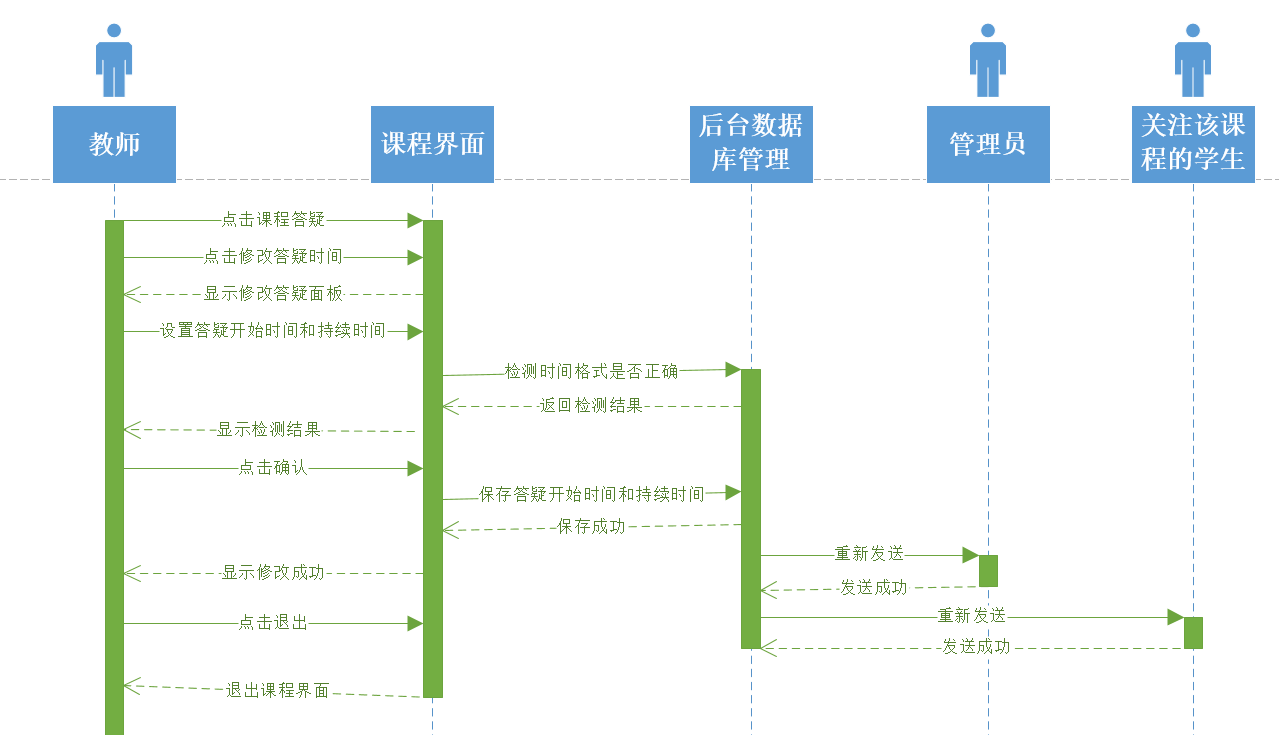 教师
课程界面
后台数据
库管理
管理员
关注该课
程的学生
点击课程答疑
点击修改答疑时间
显示修改答疑面板
设置答疑开始时间和持续时间
检测时间格式是否正确
返回检测结果
显示检测结果
点击确认
保存答疑开始时间和持续时间
保存成功
重新发送
显示修改成功
发送成功
重新发送
点击退出
发送成功
退出课程界面